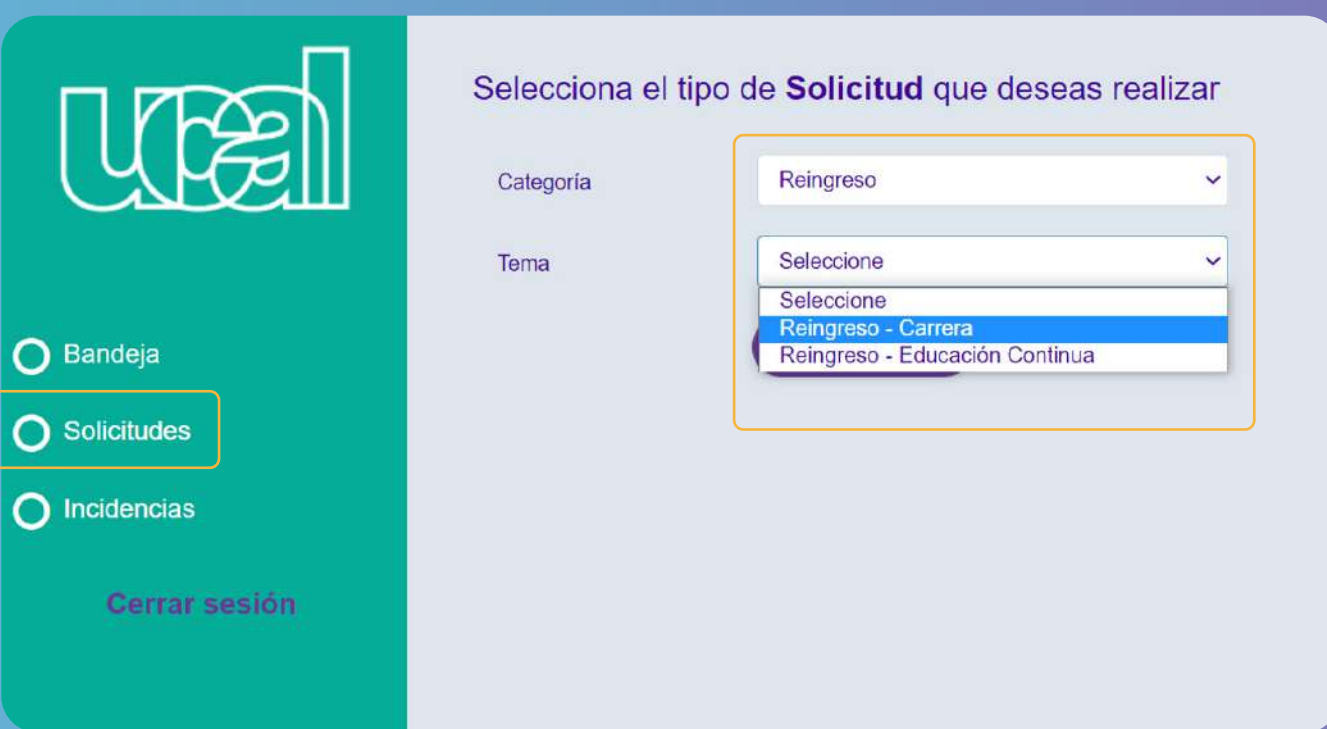 ucal
Selecciona el tipo de Solicitud que deseas realizar
Categoría
Reingreso
Tema
Seleccione
Seleccione
Reingreso - Carrera
Reingreso - Educación Continua
Bandeja
Solicitudes
Incidencias
Cerrar sesión